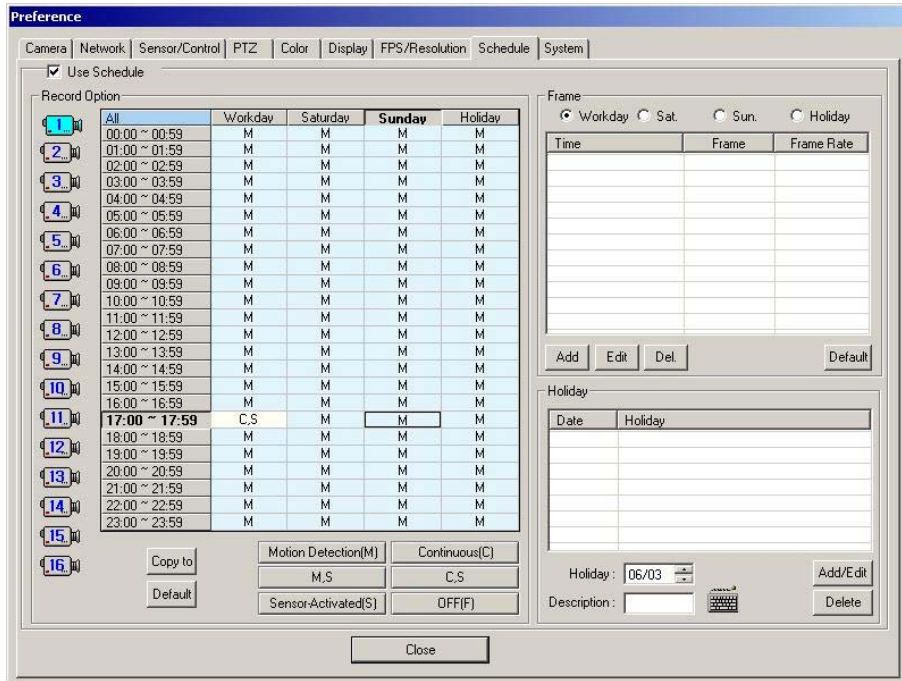 Preference
Camera Network Sensor/Control PTZ Color Display FPS/Resolution Schedule System
Use Schedule
Record Option
All Workday Saturday Sunday Holiday
00:00 ~ 00:59 M M M M
01:00 ~ 01:59 M M M M
02:00 ~ 02:59 M M M M
03:00 ~ 03:59 M M M M
04:00 ~ 04:59 M M M M
05:00 ~ 05:59 M M M M
06:00 ~ 06:59 M M M M
07:00 ~ 07:59 M M M M
08:00 ~ 08:59 M M M M
09:00 ~ 09:59 M M M M
10:00 ~ 10:59 M M M M
11:00 ~ 11:59 M M M M
12:00 ~ 12:59 M M M M
13:00 ~ 13:59 M M M M
14:00 ~ 14:59 M M M M
15:00 ~ 15:59 M M M M
16:00 ~ 16:59 M M M M
17:00 ~ 17:59 C,S M M M
18:00 ~ 18:59 M M M M
19:00 ~ 19:59 M M M M
20:00 ~ 20:59 M M M M
21:00 ~ 21:59 M M M M
22:00 ~ 22:59 M M M M
23:00 ~ 23:59 M M M M
1
2
3
4
5
6
7
8
9
10
11
12
13
14
15
16
Copy to
Default
Motion Detection(M) Continuous(C)
M,S C,S
Sensor-Activated(S) OFF(F)
Frame
Workday Sat. Sun. Holiday
Time Frame Frame Rate
Add Edit Del. Default
Holiday
Date Holiday
Holiday : 06/03 Add/Edit
Description : Delete
Close